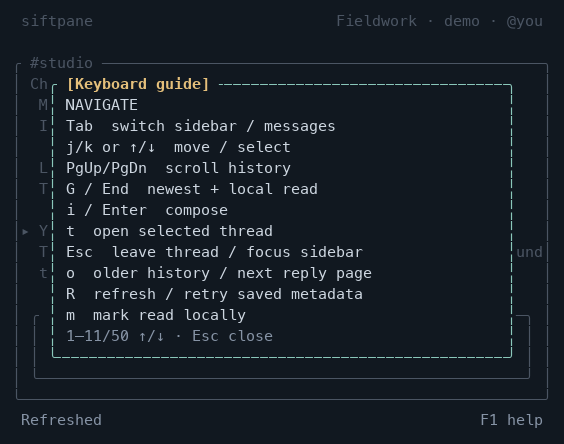 siftpane Fieldwork · demo · @you
#studio
Ch [Keyboard guide]
M NAVIGATE
I Tab switch sidebar / messages
j/k or ↑/↓ move / select
L PgUp/PgDn scroll history
T G / End newest + local read
i / Enter compose
▸ Y t open selected thread
T Esc leave thread / focus sidebar und
t o older history / next reply page
R refresh / retry saved metadata
m mark read locally
1–11/50 ↑/↓ · Esc close
Refreshed F1 help